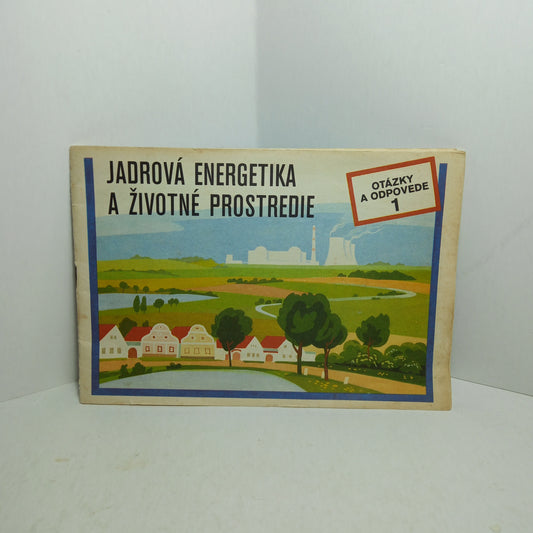 JADROVÁ ENERGETIKA
A ŽIVOTNÉ PROSTREDIE
OTÁZKY
A ODPOVEDE
1